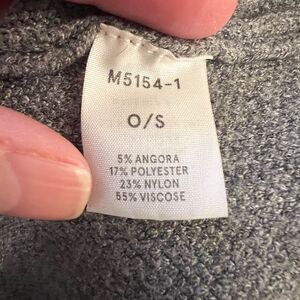 M5154-1
O/S
5% ANGORA
17% POLYESTER
23% NYLON
55% VISCOSE